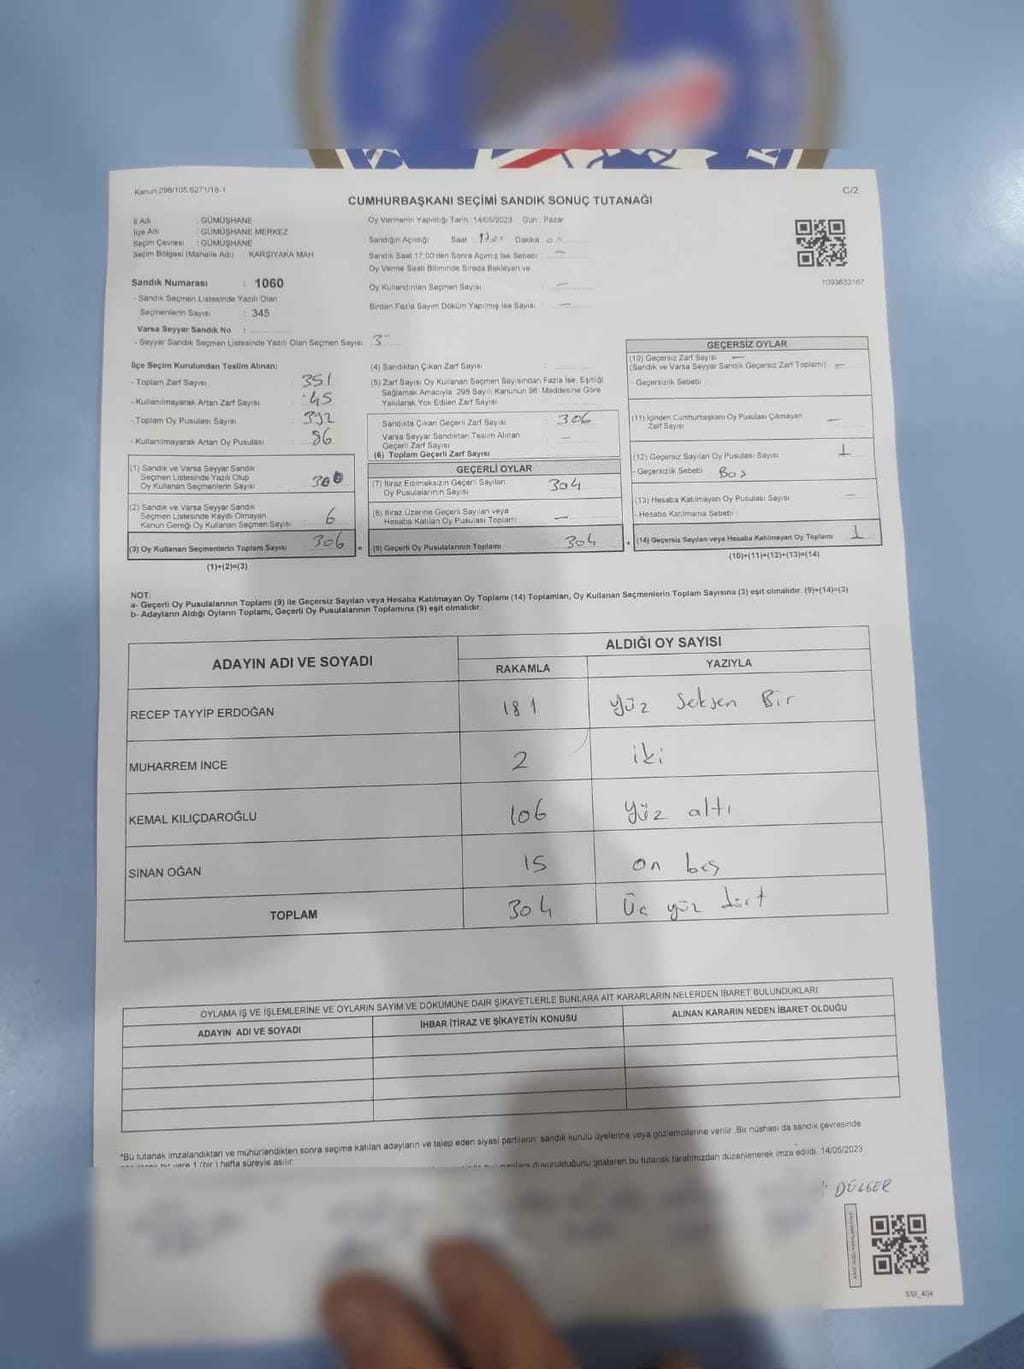 Kanun:298/105,6271/18-1
C/2
CUMHURBAŞKANI SEÇİMİ SANDIK SONUÇ TUTANAĞI
İl Adı : GÜMÜŞHANE
İlçe Adı : GÜMÜŞHANE MERKEZ
Seçim Çevresi : GÜMÜŞHANE
Seçim Bölgesi (Mahalle Adı) : KARŞIYAKA MAH.
Oy Vermenin Yapıldığı Tarih : 14/05/2023 Gün : Pazar
Sandığın Açıldığı Saat Dakika
Sandık Saat 17:00'den Sonra Açılmış İse Sebebi : —
Oy Verme Saati Bitiminde Sırada Bekleyen ve
Oy Kullandırılan Seçmen Sayısı : —
Birden Fazla Sayım Döküm Yapılmış İse Sayısı : —
Sandık Numarası : 1060
- Sandık Seçmen Listesinde Yazılı Olan
Seçmenlerin Sayısı : 345
Varsa Seyyar Sandık No :
- Seyyar Sandık Seçmen Listesinde Yazılı Olan Seçmen Sayısı
İlçe Seçim Kurulundan Teslim Alınan;
- Toplam Zarf Sayısı : 351
- Kullanılmayarak Artan Zarf Sayısı : 45
- Toplam Oy Pusulası Sayısı : 392
- Kullanılmayarak Artan Oy Pusulası : 86
(1) Sandık ve Varsa Seyyar Sandık
Seçmen Listesinde Yazılı Olup
Oy Kullanan Seçmenlerin Sayısı : 300
(2) Sandık ve Varsa Seyyar Sandık
Seçmen Listesinde Kayıtlı Olmayan
Kanun Gereği Oy Kullanan Seçmen Sayısı : 6
(3) Oy Kullanan Seçmenlerin Toplam Sayısı 306
(1)+(2)=(3)
(4) Sandıktan Çıkan Zarf Sayısı
(5) Zarf Sayısı Oy Kullanan Seçmen Sayısından Fazla İse, Eşitliği
Sağlamak Amacıyla, 298 Sayılı Kanunun 98. Maddesine Göre
Yakılarak Yok Edilen Zarf Sayısı
Sandıkta Çıkan Geçerli Zarf Sayısı : 306
Varsa Seyyar Sandıktan Teslim Alınan
Geçerli Zarf Sayısı : —
(6) Toplam Geçerli Zarf Sayısı
GEÇERLİ OYLAR
(7) İtiraz Edilmeksizin Geçerli Sayılan
Oy Pusulalarının Sayısı 304
(8) İtiraz Üzerine Geçerli Sayılan veya
Hesaba Katılan Oy Pusulası Toplamı : —
(9) Geçerli Oy Pusulalarının Toplamı 304
GEÇERSİZ OYLAR
(10) Geçersiz Zarf Sayısı —
(Sandık ve Varsa Seyyar Sandık Geçersiz Zarf Toplamı) —
- Geçersizlik Sebebi
(11) İçinden Cumhurbaşkanı Oy Pusulası Çıkmayan
Zarf Sayısı —
(12) Geçersiz Sayılan Oy Pusulası Sayısı 1
- Geçersizlik Sebebi Boş
(13) Hesaba Katılmayan Oy Pusulası Sayısı —
- Hesaba Katılmama Sebebi
(14) Geçersiz Sayılan veya Hesaba Katılmayan Oy Toplamı 1
(10)+(11)+(12)+(13)=(14)
NOT:
a- Geçerli Oy Pusulalarının Toplamı (9) ile Geçersiz Sayılan veya Hesaba Katılmayan Oy Toplamı (14) Toplamları, Oy Kullanan Seçmenlerin Toplam Sayısına (3) eşit olmalıdır. (9)+(14)=(3)
b- Adayların Aldığı Oyların Toplamı, Geçerli Oy Pusulalarının Toplamına (9) eşit olmalıdır.
ADAYIN ADI VE SOYADI
ALDIĞI OY SAYISI
RAKAMLA YAZIYLA
RECEP TAYYİP ERDOĞAN 181 Yüz Seksen Bir
MUHARREM İNCE 2 iki
KEMAL KILIÇDAROĞLU 106 Yüz altı
SİNAN OĞAN 15 on beş
TOPLAM 304 Üç yüz dört
OYLAMA İŞ VE İŞLEMLERİNE VE OYLARIN SAYIM VE DÖKÜMÜNE DAİR ŞİKAYETLERLE BUNLARA AİT KARARLARIN NELERDEN İBARET BULUNDUKLARI
ADAYIN ADI VE SOYADI İHBAR İTİRAZ VE ŞİKAYETİN KONUSU ALINAN KARARIN NEDEN İBARET OLDUĞU
*Bu tutanak imzalandıktan ve mühürlendikten sonra seçime katılan adayların ve talep eden siyasi partilerin, sandık kurulu üyelerine veya gözlemcilerine verilir. Bir nüshası da sandık çevresinde
1 (bir) hafta süreyle asılır.
duyurulduğunu gösteren bu tutanak tarafımızdan düzenlenerek imza edildi. 14/05/2023
DÜLGER
SSI_404